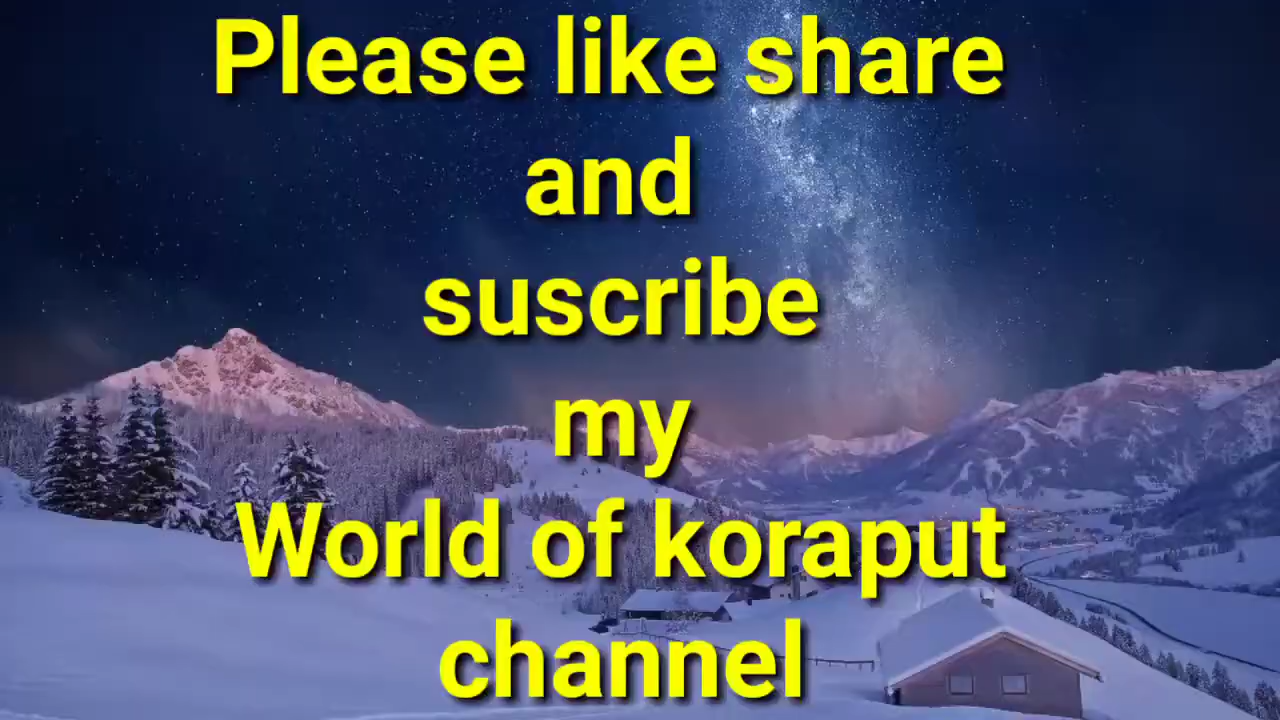 Please like share
and
suscribe
my
World of koraput
channel